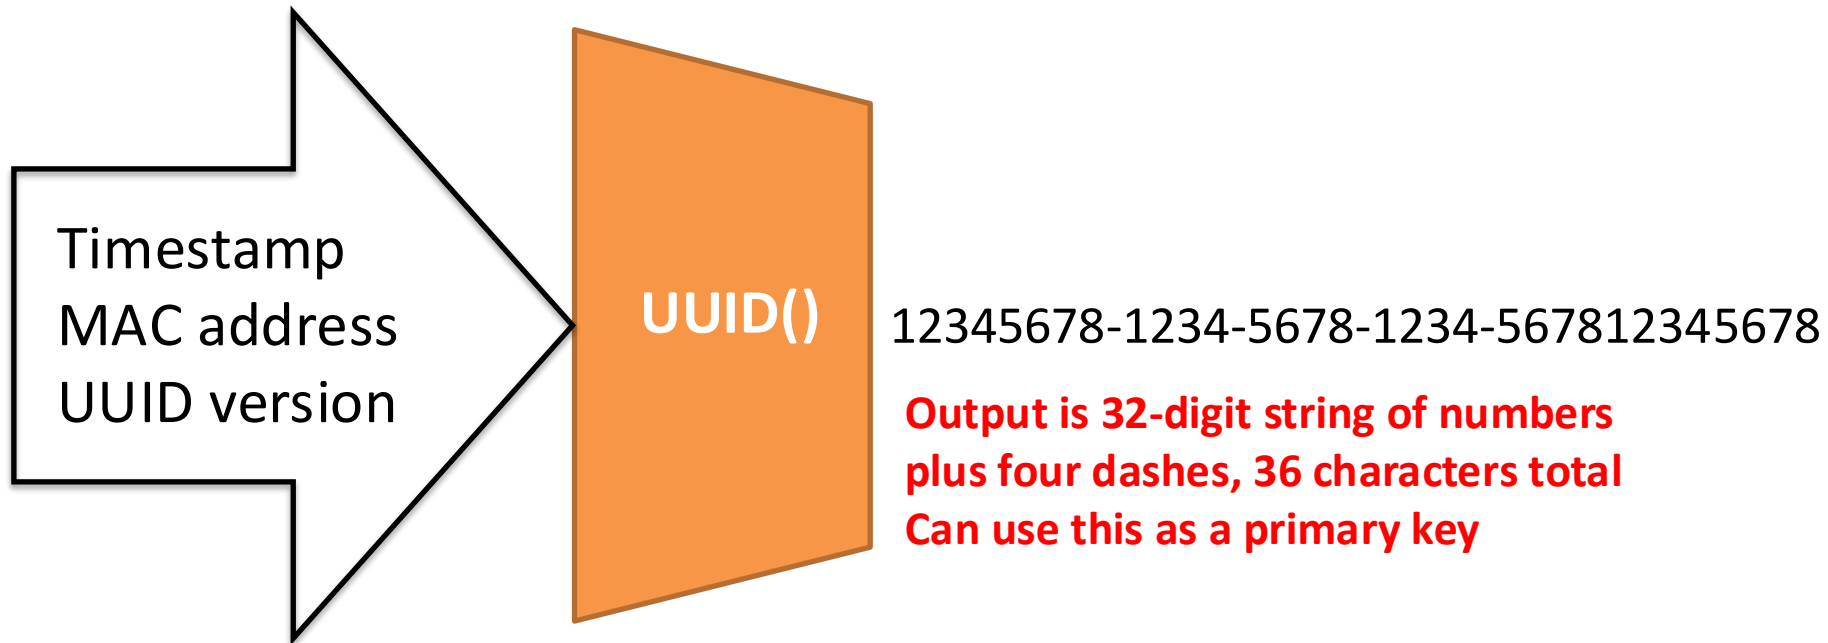 Timestamp
MAC address
UUID version
UUID()
12345678-1234-5678-1234-567812345678
Output is 32-digit string of numbers
plus four dashes, 36 characters total
Can use this as a primary key